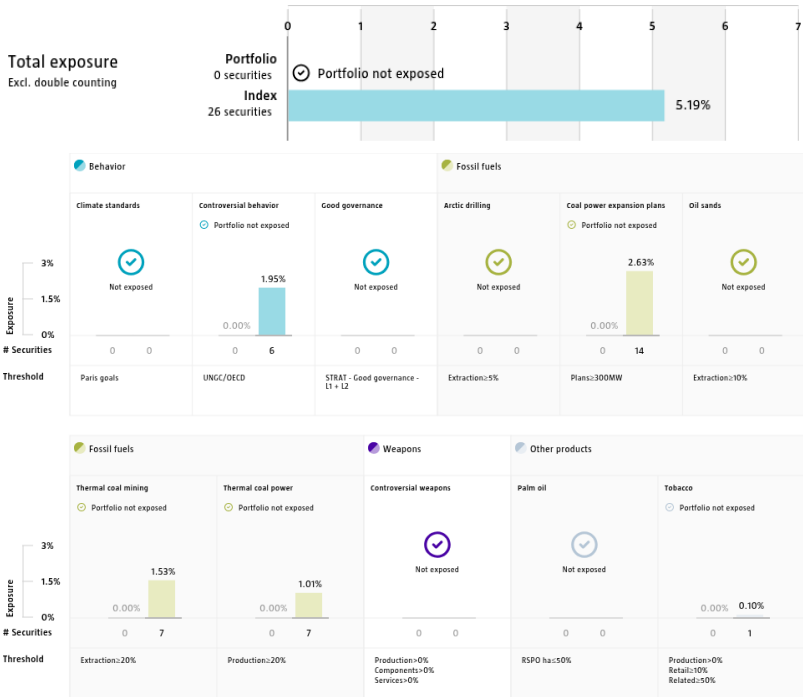 0 1 2 3 4 5 6 7
Total exposure
Excl. double counting
Portfolio
0 securities
Portfolio not exposed
Index
26 securities
5.19%
Behavior
Fossil fuels
Climate standards
Controversial behavior
Good governance
Arctic drilling
Coal power expansion plans
Oil sands
Portfolio not exposed
Portfolio not exposed
Not exposed
Not exposed
Not exposed
Not exposed
Exposure
3%
1.5%
0%
0.00%
1.95%
0.00%
2.63%
# Securities
0 0
0 6
0 0
0 0
0 14
0 0
Threshold
Paris goals
UNGC/OECD
STRAT - Good governance -
L1 + L2
Extraction≥5%
Plans≥300MW
Extraction≥10%
Fossil fuels
Weapons
Other products
Thermal coal mining
Thermal coal power
Controversial weapons
Palm oil
Tobacco
Portfolio not exposed
Portfolio not exposed
Portfolio not exposed
Not exposed
Not exposed
Exposure
3%
1.5%
0%
0.00%
1.53%
0.00%
1.01%
0.00%
0.10%
# Securities
0 7
0 7
0 0
0 0
0 1
Threshold
Extraction≥20%
Production≥20%
Production>0%
Components>0%
Services>0%
RSPO ha≤50%
Production>0%
Retail≥10%
Related≥50%